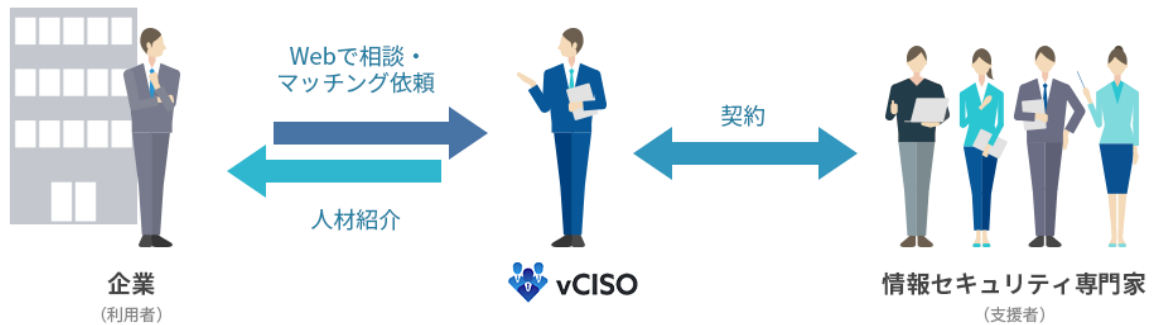 Webで相談・
マッチング依頼
契約
人材紹介
企業
（利用者）
vCISO
情報セキュリティ専門家
（支援者）